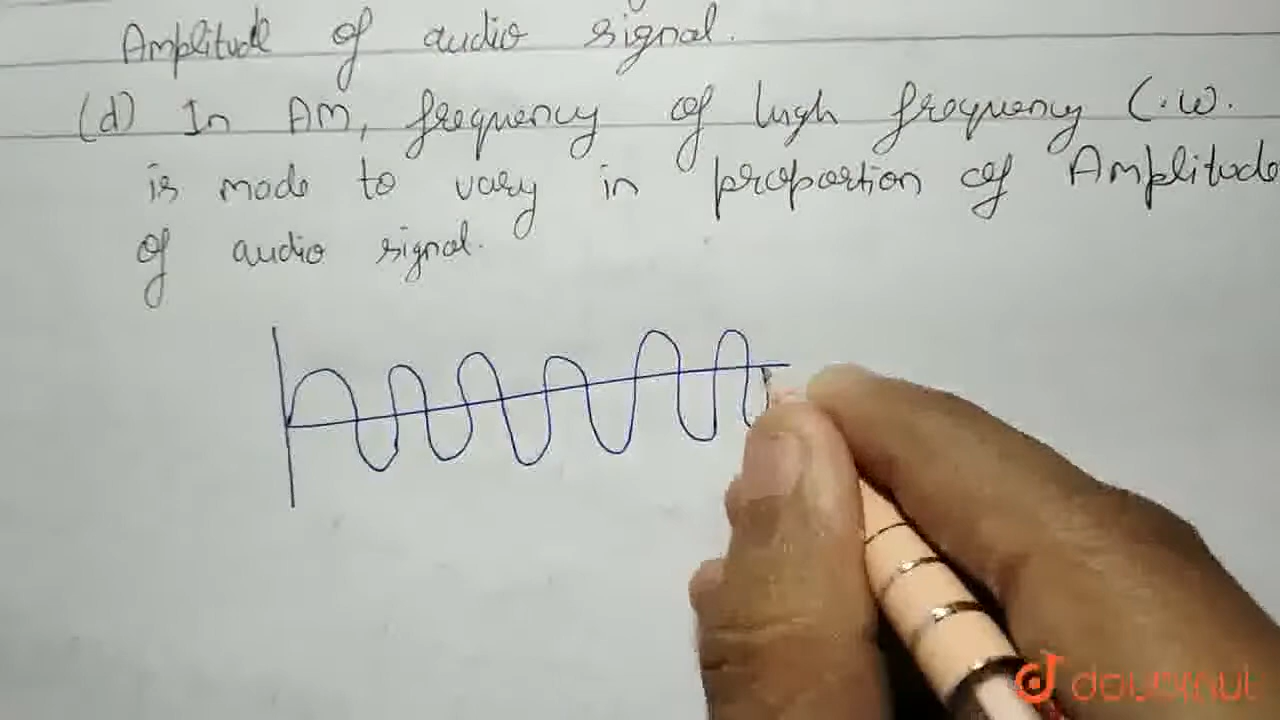 Amplitude of audio signal.
(d) In AM, frequency of high frequency C.W.
is made to vary in proportion of Amplitude
of audio signal.
doubtnut